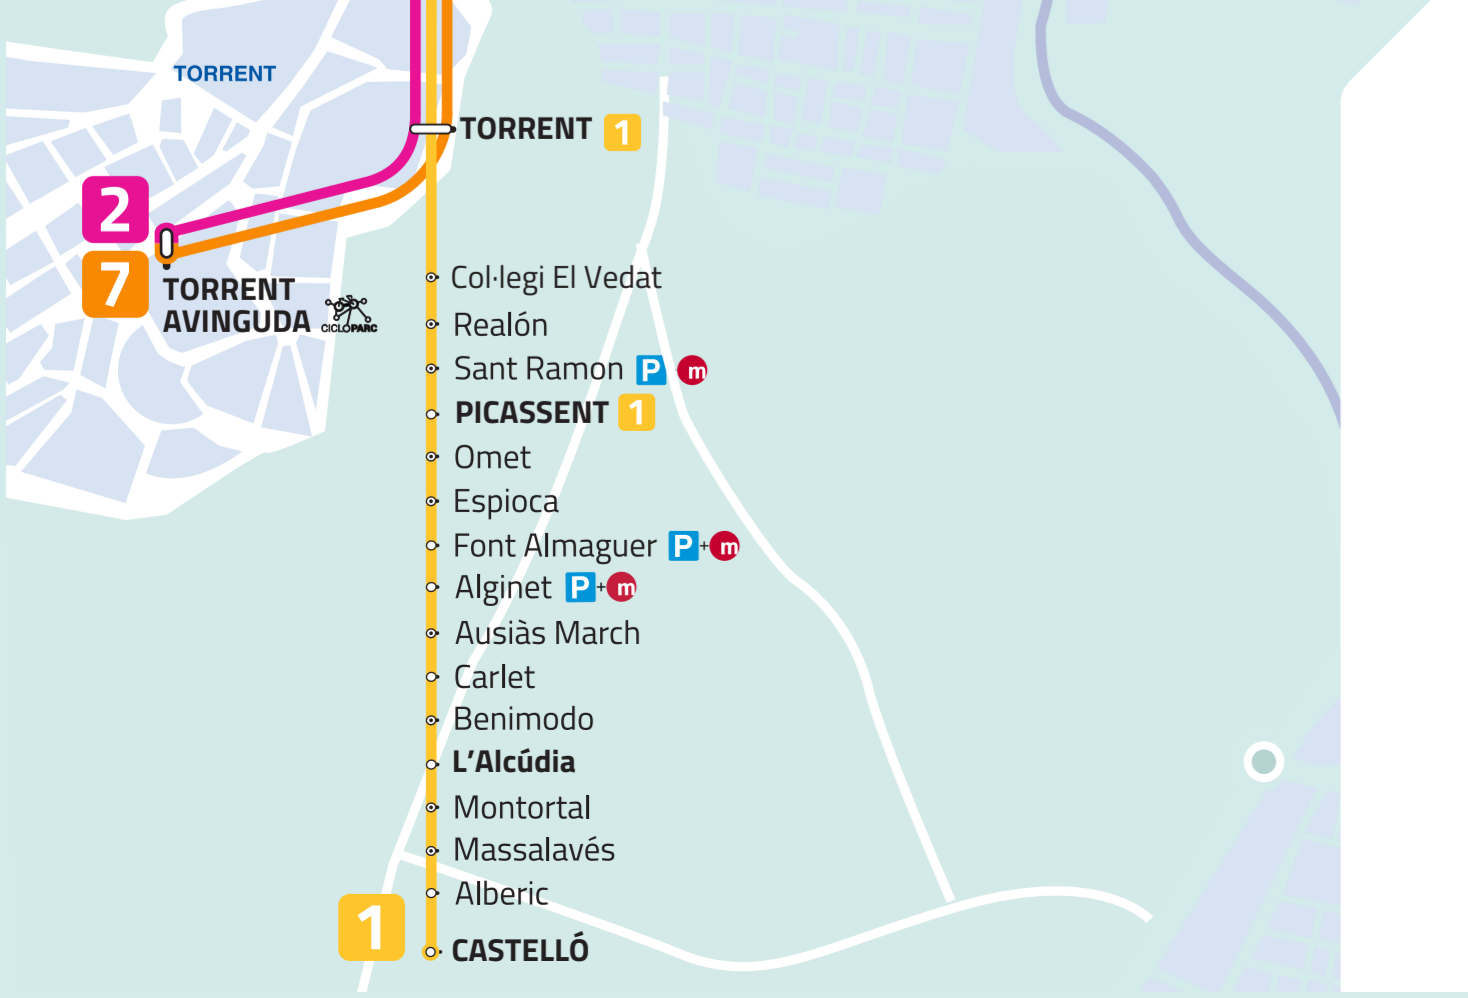 TORRENT
TORRENT 1
2
7
TORRENT
AVINGUDA
CICLOPARC
Col·legi El Vedat
Realón
Sant Ramon P m
PICASSENT 1
Omet
Espioca
Font Almaguer P+m
Alginet P+m
Ausiàs March
Carlet
Benimodo
L’Alcúdia
Montortal
Massalavés
Alberic
1
CASTELLÓ